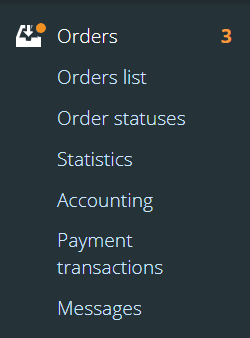 Orders 3
Orders list
Order statuses
Statistics
Accounting
Payment
transactions
Messages